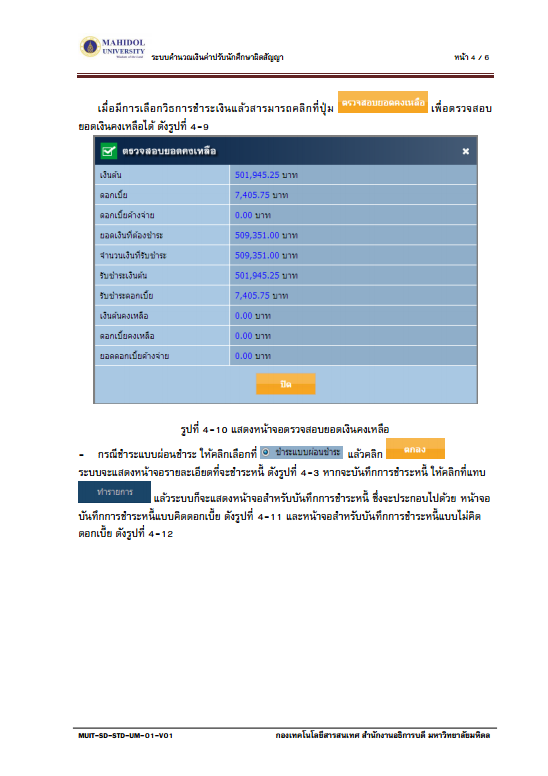 MAHIDOL
UNIVERSITY
ระบบคำนวณเงินค่าปรับนักศึกษาผิดสัญญา หน้า 4 / 6
เมื่อมีการเลือกวิธีการชำระเงินแล้วสารมารถคลิกที่ปุ่ม ตรวจสอบยอดคงเหลือ เพื่อตรวจสอบ
ยอดเงินคงเหลือได้ ดังรูปที่ 4-9
ตรวจสอบยอดคงเหลือ ×
เงินต้น 501,945.25 บาท
ดอกเบี้ย 7,405.75 บาท
ดอกเบี้ยค้างจ่าย 0.00 บาท
ยอดเงินที่ต้องชำระ 509,351.00 บาท
จำนวนเงินที่รับชำระ 509,351.00 บาท
รับชำระเงินต้น 501,945.25 บาท
รับชำระดอกเบี้ย 7,405.75 บาท
เงินต้นคงเหลือ 0.00 บาท
ดอกเบี้ยคงเหลือ 0.00 บาท
ยอดดอกเบี้ยค้างจ่าย 0.00 บาท
ปิด
รูปที่ 4-10 แสดงหน้าจอตรวจสอบยอดเงินคงเหลือ
- กรณีชำระแบบผ่อนชำระ ให้คลิกเลือกที่ ชำระแบบผ่อนชำระ แล้วคลิก ตกลง
ระบบจะแสดงหน้าจอรายละเอียดที่จะชำระหนี้ ดังรูปที่ 4-3 หากจะบันทึกการชำระหนี้ ให้คลิกที่แทบ
ทำรายการ แล้วระบบก็จะแสดงหน้าจอสำหรับบันทึกการชำระหนี้ ซึ่งจะประกอบไปด้วย หน้าจอ
บันทึกการชำระหนี้แบบคิดดอกเบี้ย ดังรูปที่ 4-11 และหน้าจอสำหรับบันทึกการชำระหนี้แบบไม่คิด
ดอกเบี้ย ดังรูปที่ 4-12
MUIT-SD-STD-UM-01-V01 กองเทคโนโลยีสารสนเทศ สำนักงานอธิการบดี มหาวิทยาลัยมหิดล